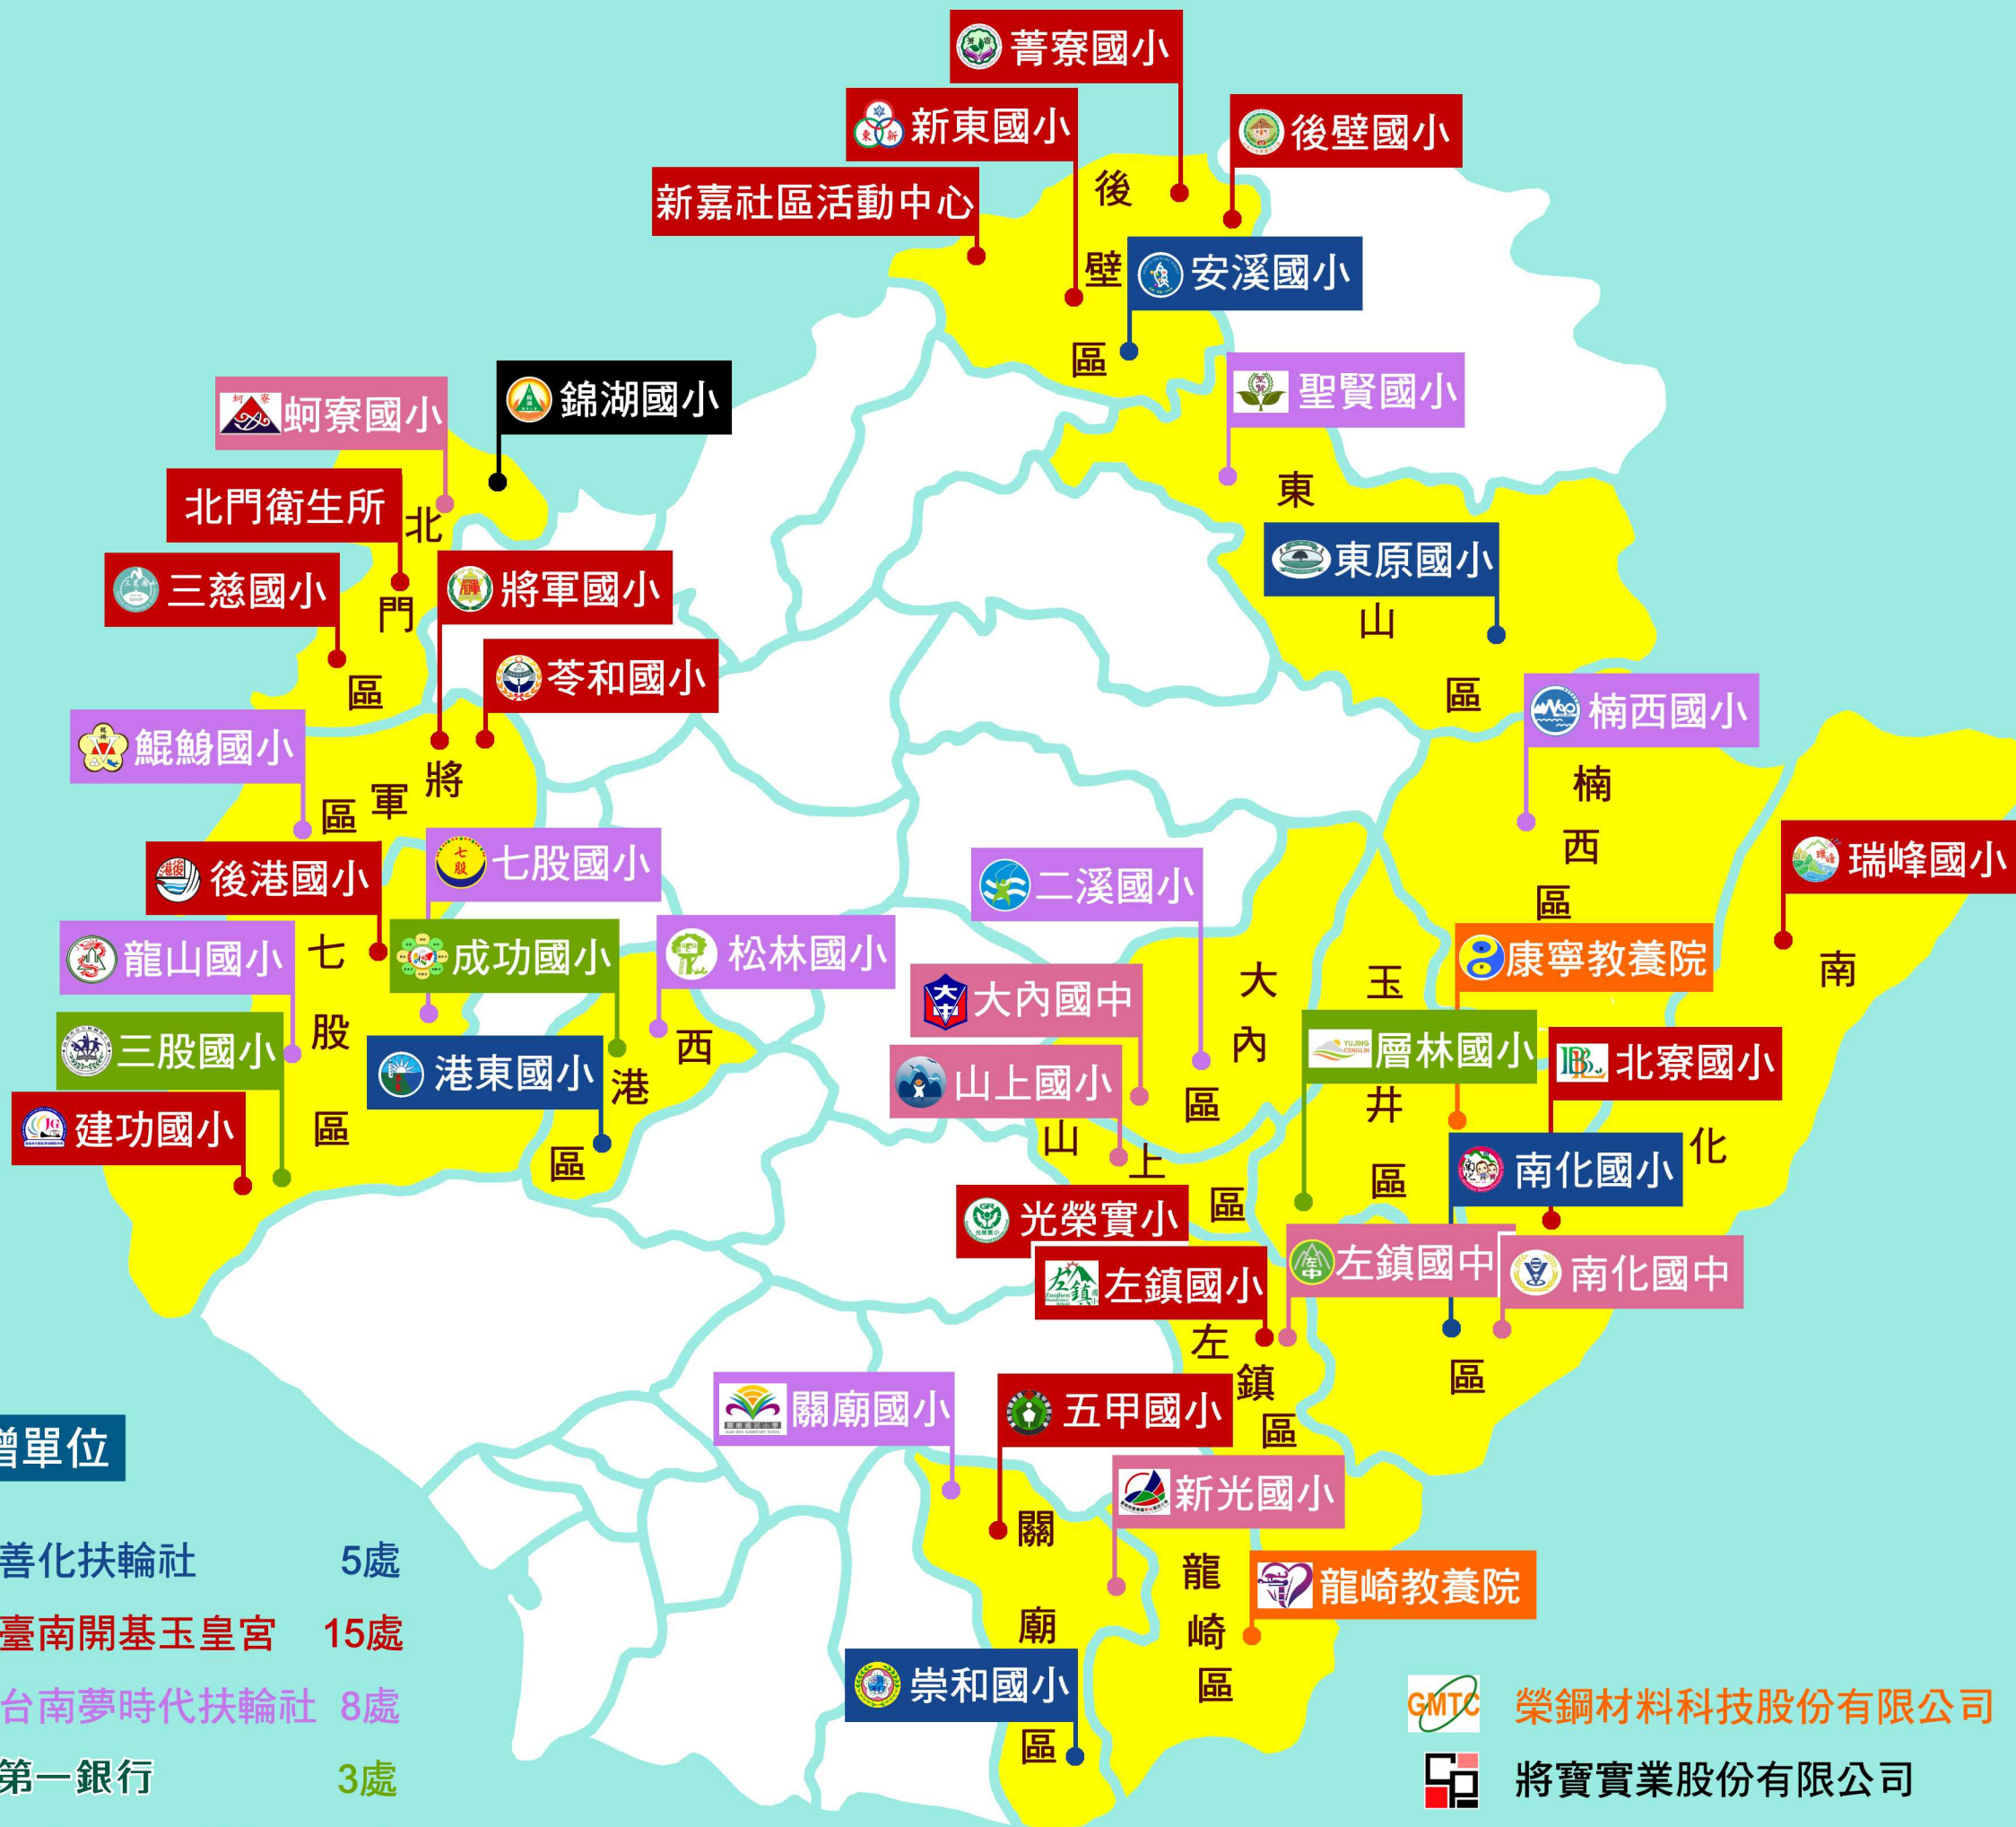 菁寮國小
新東國小
後壁國小
新嘉社區活動中心
後壁區
安溪國小
聖賢國小
錦湖國小
蚵寮國小
北門衛生所
北門區
東山區
東原國小
三慈國小
將軍國小
苓和國小
楠西國小
鯤鯓國小
將軍區
楠西區
後港國小
七股國小
二溪國小
瑞峰國小
龍山國小
七股區
成功國小
松林國小
大內國中
大內區
玉井區
康寧教養院
南化區
三股國小
港東國小
西港區
山上國小
層林國小
YUJING
CENGLIN
北寮國小
建功國小
山上區
南化國小
光榮實小
左鎮國小
左鎮國中
南化國中
左鎮區
關廟國小
五甲國小
新光國小
關廟區
龍崎區
龍崎教養院
崇和國小
贈單位
善化扶輪社 5處
臺南開基玉皇宮 15處
台南夢時代扶輪社 8處
第一銀行 3處
GMTC 榮鋼材料科技股份有限公司
將寶實業股份有限公司